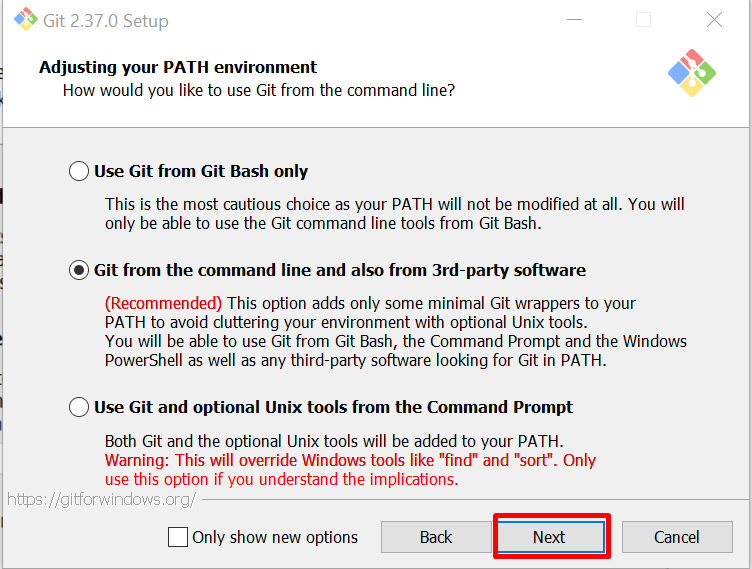 Git 2.37.0 Setup
Adjusting your PATH environment
How would you like to use Git from the command line?
Use Git from Git Bash only
This is the most cautious choice as your PATH will not be modified at all. You will
only be able to use the Git command line tools from Git Bash.
Git from the command line and also from 3rd-party software
(Recommended) This option adds only some minimal Git wrappers to your
PATH to avoid cluttering your environment with optional Unix tools.
You will be able to use Git from Git Bash, the Command Prompt and the Windows
PowerShell as well as any third-party software looking for Git in PATH.
Use Git and optional Unix tools from the Command Prompt
Both Git and the optional Unix tools will be added to your PATH.
Warning: This will override Windows tools like "find" and "sort". Only
use this option if you understand the implications.
https://gitforwindows.org/
Only show new options
Back
Next
Cancel